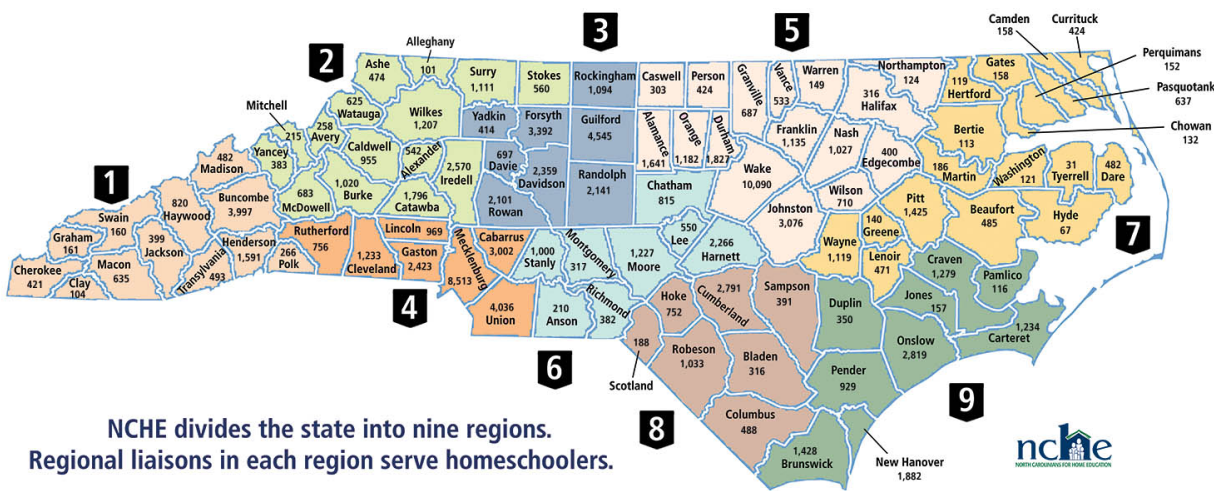 1
2
3
4
5
6
7
8
9
Cherokee
421
Graham
161
Swain
160
Clay
104
Macon
635
Jackson
399
Haywood
820
Madison
482
Buncombe
3,997
Transylvania
493
Henderson
1,591
266
Polk
Mitchell
215
Yancey
383
258
Avery
625
Watauga
Ashe
474
Alleghany
101
Surry
1,111
Stokes
560
Wilkes
1,207
Caldwell
955
542
Alexander
2,570
Iredell
683
McDowell
1,020
Burke
1,796
Catawba
Rutherford
756
1,233
Cleveland
Lincoln 969
Gaston
2,423
Mecklenburg
8,513
Cabarrus
3,002
4,036
Union
Rockingham
1,094
Yadkin
414
Forsyth
3,392
Guilford
4,545
697
Davie
2,359
Davidson
Randolph
2,141
2,101
Rowan
Caswell
303
Person
424
Granville
687
Vance
533
Warren
149
Northampton
124
316
Halifax
Alamance
1,641
Orange
1,182
Durham
1,827
Franklin
1,135
Nash
1,027
400
Edgecombe
Wake
10,090
Wilson
710
Johnston
3,076
Chatham
815
550
Lee
2,266
Harnett
1,227
Moore
Montgomery
317
1,000
Stanly
210
Anson
Richmond
382
119
Hertford
Gates
158
Camden
158
Currituck
424
Perquimans
152
Pasquotank
637
Chowan
132
Bertie
113
186
Martin
Washington
121
31
Tyrrell
482
Dare
Hyde
67
Beaufort
485
Pitt
1,425
140
Greene
Wayne
1,119
Lenoir
471
Hoke
752
2,791
Cumberland
Sampson
391
188
Scotland
Robeson
1,033
Bladen
316
Columbus
488
Duplin
350
Craven
1,279
Pamlico
116
Jones
157
1,234
Carteret
Onslow
2,819
Pender
929
New Hanover
1,882
1,428
Brunswick
NCHE divides the state into nine regions.
Regional liaisons in each region serve homeschoolers.
nche
NORTH CAROLINIANS FOR HOME EDUCATION